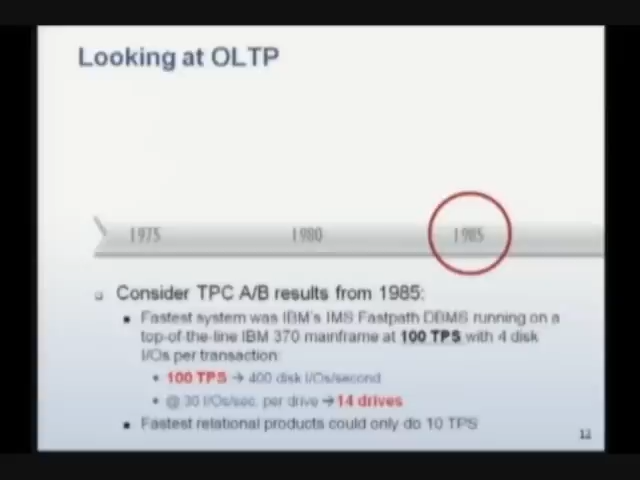 Looking at OLTP
1975 1980 1985
Consider TPC A/B results from 1985:
Fastest system was IBM's IMS Fastpath DBMS running on a
top-of-the-line IBM 370 mainframe at 100 TPS with 4 disk
I/Os per transaction:
100 TPS → 400 disk I/Os/second
@ 30 I/Os/sec. per drive → 14 drives
Fastest relational products could only do 10 TPS
12